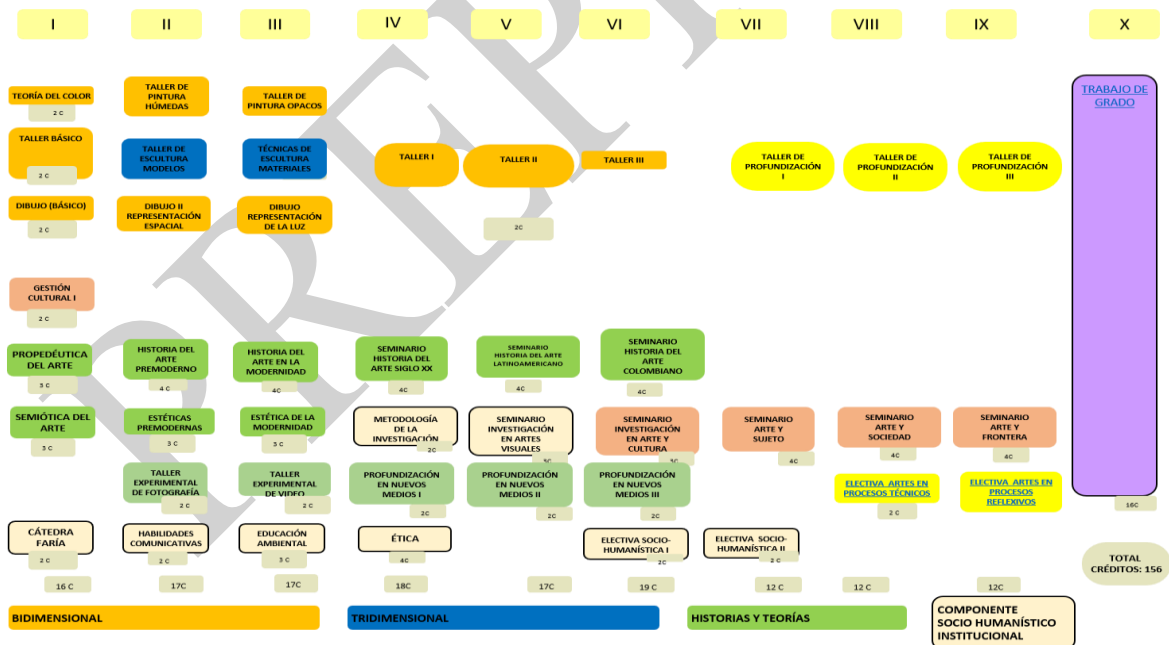 I II III IV V VI VII VIII IX X
TEORÍA DEL COLOR
2 C
TALLER DE
PINTURA
HÚMEDAS
TALLER DE
PINTURA OPACOS
TRABAJO DE
GRADO
TALLER BÁSICO
2 C
TALLER DE
ESCULTURA
MODELOS
TÉCNICAS DE
ESCULTURA
MATERIALES
TALLER I
TALLER II
TALLER III
TALLER DE
PROFUNDIZACIÓN
I
TALLER DE
PROFUNDIZACIÓN
II
TALLER DE
PROFUNDIZACIÓN
III
DIBUJO (BÁSICO)
2 C
DIBUJO II
REPRESENTACIÓN
ESPACIAL
DIBUJO
REPRESENTACIÓN
DE LA LUZ
2C
GESTIÓN
CULTURAL I
2 C
PROPEDÉUTICA
DEL ARTE
3 C
HISTORIA DEL
ARTE
PREMODERNO
4 C
HISTORIA DEL
ARTE EN LA
MODERNIDAD
4C
SEMINARIO
HISTORIA DEL
ARTE SIGLO XX
4C
SEMINARIO
HISTORIA DEL ARTE
LATINOAMERICANO
4C
SEMINARIO
HISTORIA DEL
ARTE
COLOMBIANO
4C
SEMIÓTICA DEL
ARTE
3 C
ESTÉTICAS
PREMODERNAS
3 C
ESTÉTICA DE LA
MODERNIDAD
3 C
METODOLOGÍA
DE LA
INVESTIGACIÓN
2C
SEMINARIO
INVESTIGACIÓN
EN ARTES
VISUALES
3C
SEMINARIO
INVESTIGACIÓN
EN ARTE Y
CULTURA
3C
SEMINARIO
ARTE Y
SUJETO
4C
SEMINARIO
ARTE Y
SOCIEDAD
4C
SEMINARIO
ARTE Y
FRONTERA
4C
TALLER
EXPERIMENTAL
DE FOTOGRAFÍA
2 C
TALLER
EXPERIMENTAL
DE VIDEO
2 C
PROFUNDIZACIÓN
EN NUEVOS
MEDIOS I
2C
PROFUNDIZACIÓN
EN NUEVOS
MEDIOS II
2C
PROFUNDIZACIÓN
EN NUEVOS
MEDIOS III
2C
ELECTIVA ARTES EN
PROCESOS TÉCNICOS
2 C
ELECTIVA ARTES EN
PROCESOS
REFLEXIVOS
16C
CÁTEDRA
FARÍA
2 C
HABILIDADES
COMUNICATIVAS
2 C
EDUCACIÓN
AMBIENTAL
3 C
ÉTICA
4C
ELECTIVA SOCIO-
HUMANÍSTICA I
2C
ELECTIVA SOCIO-
HUMANÍSTICA II
2 C
TOTAL
CRÉDITOS: 156
16 C 17C 17C 18C 17C 19 C 12 C 12 C 12C
BIDIMENSIONAL
TRIDIMENSIONAL
HISTORIAS Y TEORÍAS
COMPONENTE
SOCIO HUMANÍSTICO
INSTITUCIONAL